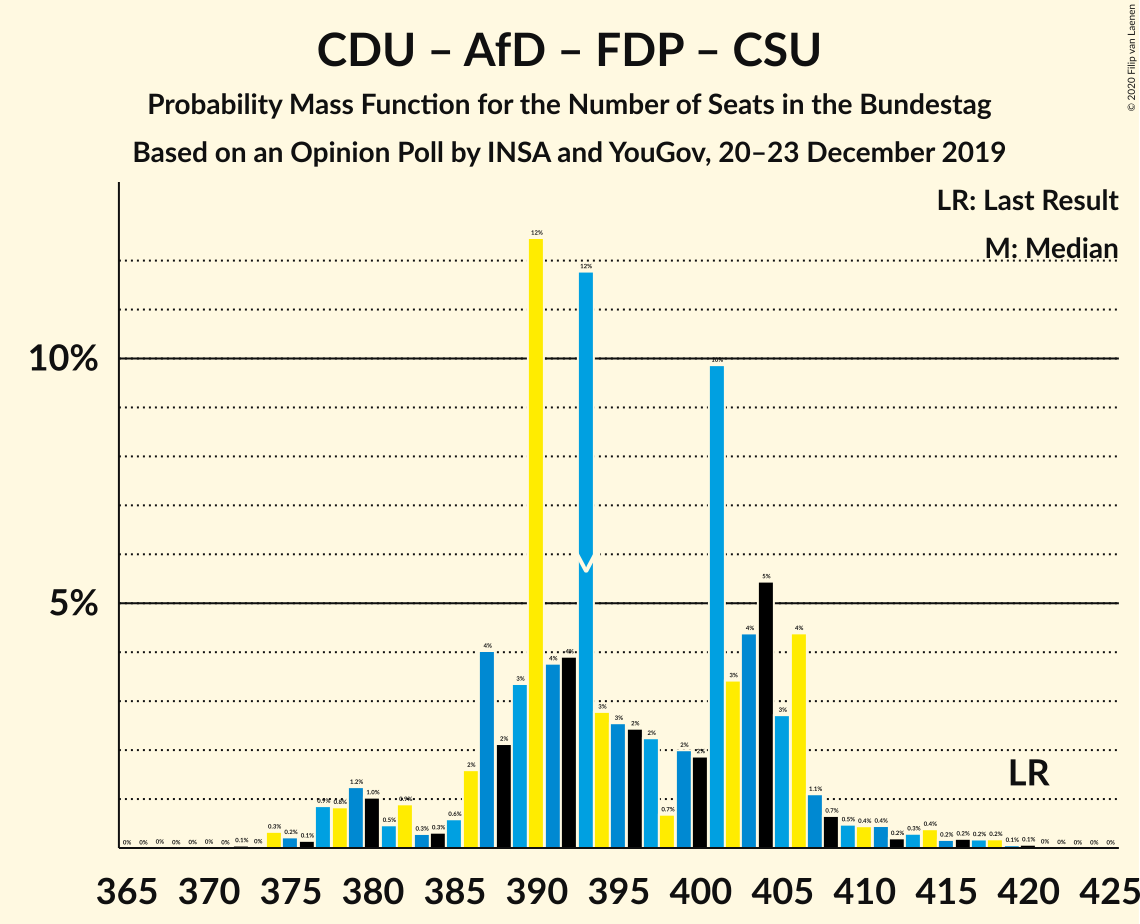 CDU – AfD – FDP – CSU
Probability Mass Function for the Number of Seats in the Bundestag
Based on an Opinion Poll by INSA and YouGov, 20–23 December 2019
© 2020 Filip van Laenen
LR: Last Result
M: Median
10%
5%
0% 0% 0% 0% 0% 0% 0% 0.1% 0% 0.3% 0.2% 0.1% 0.9% 0.8% 1.2% 1.0% 0.5% 0.9% 0.3% 0.3% 0.6% 2% 4% 2% 3% 12% 4% 4% 12% 3% 3% 2% 2% 0.7% 2% 2% 10% 3% 4% 5% 3% 4% 1.1% 0.7% 0.5% 0.4% 0.4% 0.2% 0.3% 0.4% 0.2% 0.2% 0.2% 0.2% 0.1% 0.1% 0% 0% 0% 0% 0%
LR
365 370 375 380 385 390 395 400 405 410 415 420 425